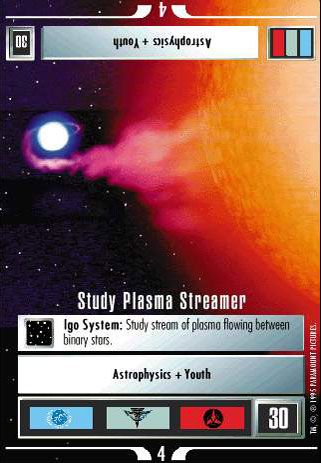 4
30
Astrophysics + Youth
Study Plasma Streamer
Igo System: Study stream of plasma flowing between
binary stars.
Astrophysics + Youth
30
4
TM, ©, ® 1995 PARAMOUNT PICTURES.